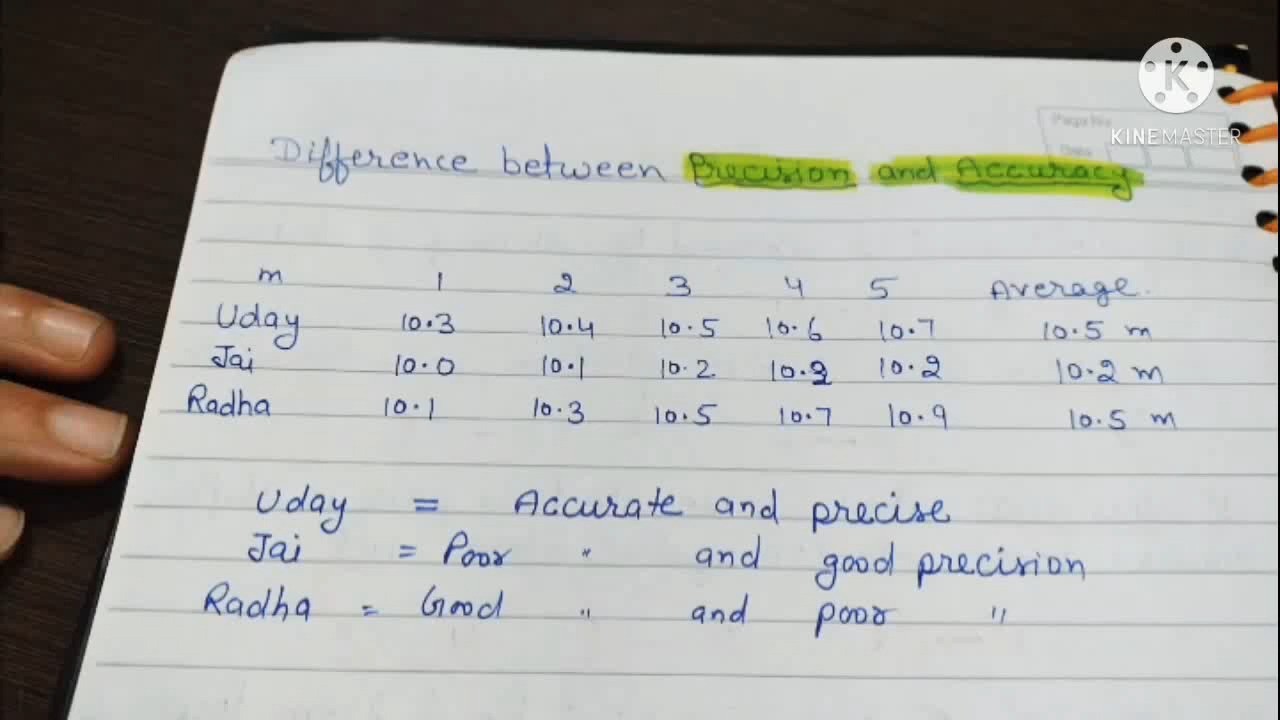 KINEMASTER
Page No.
Date
Difference between Precision and Accuracy
m 1 2 3 4 5 Average.
Uday 10.3 10.4 10.5 10.6 10.7 10.5 m
Jai 10.0 10.1 10.2 10.2 10.2 10.2 m
Radha 10.1 10.3 10.5 10.7 10.9 10.5 m
Uday = Accurate and precise
Jai = Poor " and good precision
Radha = Good " and poor "